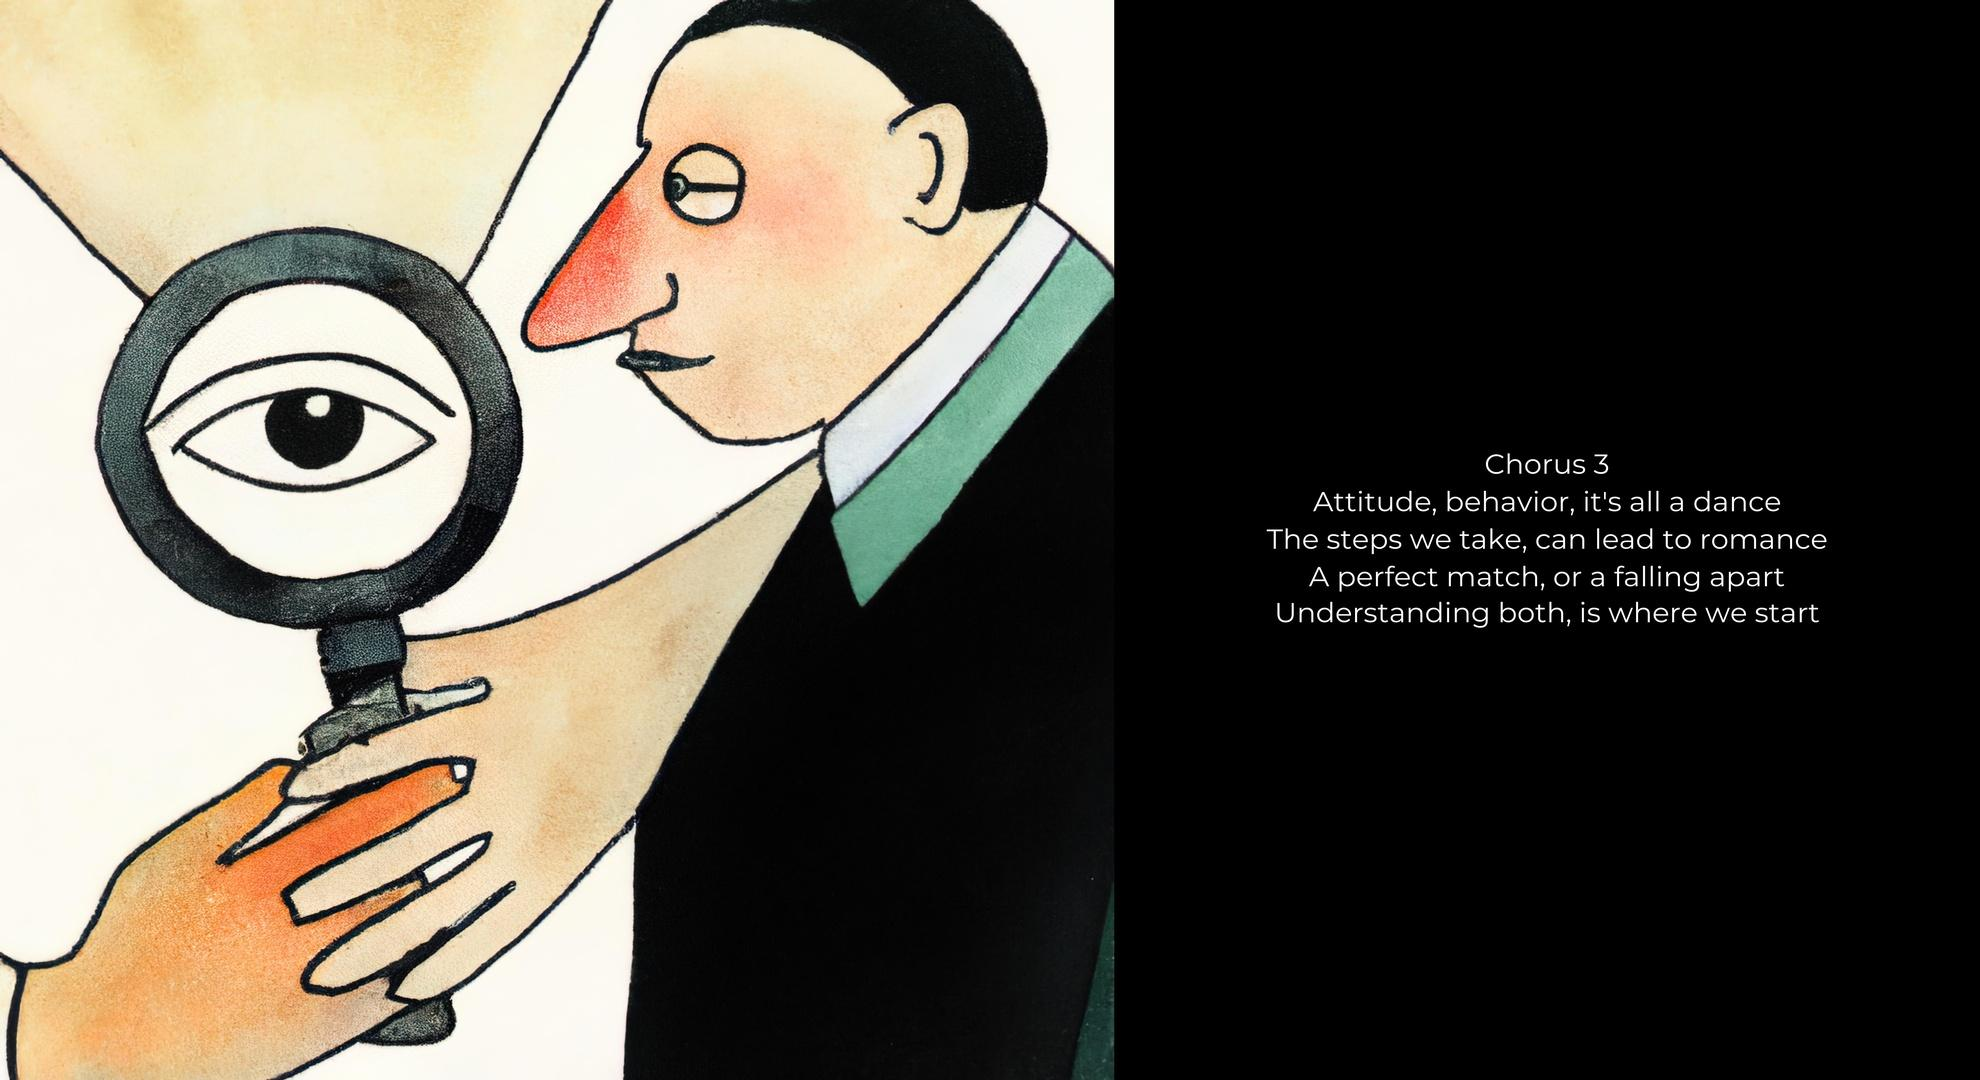 Chorus 3
Attitude, behavior, it's all a dance
The steps we take, can lead to romance
A perfect match, or a falling apart
Understanding both, is where we start